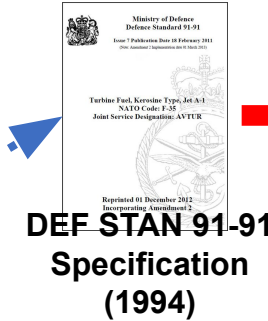 Ministry of Defence
Defence Standard 91-91
Issue 7 Publication Date 18 February 2011
(Note: Amendment 2 Implementation date 01 March 2013)
Turbine Fuel, Kerosine Type, Jet A-1
NATO Code: F-35
Joint Service Designation: AVTUR
Reprinted 01 December 2012
Incorporating Amendment 2
DEF STAN 91-91
Specification
(1994)